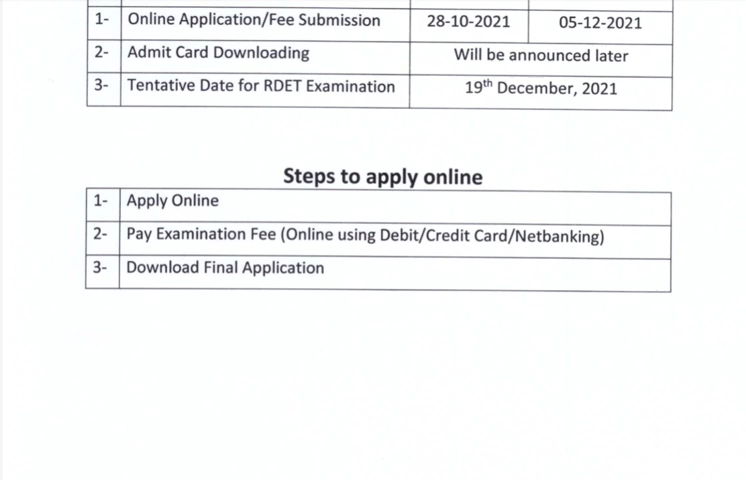 1- Online Application/Fee Submission 28-10-2021 05-12-2021
2- Admit Card Downloading Will be announced later
3- Tentative Date for RDET Examination 19th December, 2021
Steps to apply online
1- Apply Online
2- Pay Examination Fee (Online using Debit/Credit Card/Netbanking)
3- Download Final Application